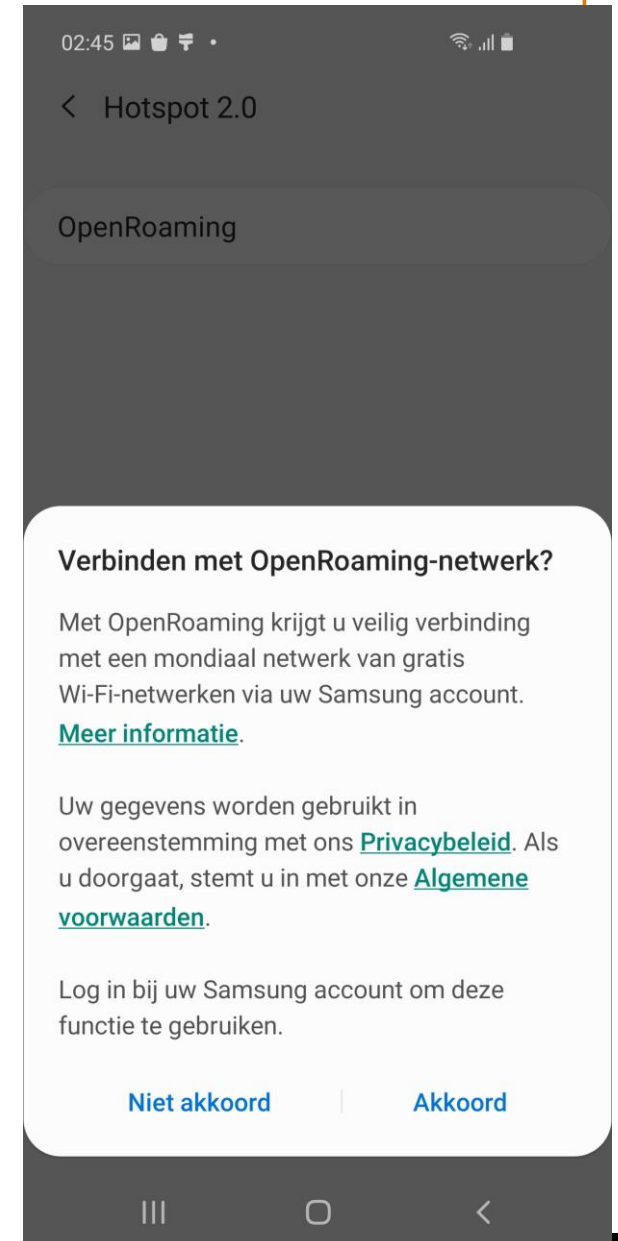 02:45
Hotspot 2.0
OpenRoaming
Verbinden met OpenRoaming-netwerk?
Met OpenRoaming krijgt u veilig verbinding
met een mondiaal netwerk van gratis
Wi-Fi-netwerken via uw Samsung account.
Meer informatie.
Uw gegevens worden gebruikt in
overeenstemming met ons Privacybeleid. Als
u doorgaat, stemt u in met onze Algemene
voorwaarden.
Log in bij uw Samsung account om deze
functie te gebruiken.
Niet akkoord
Akkoord